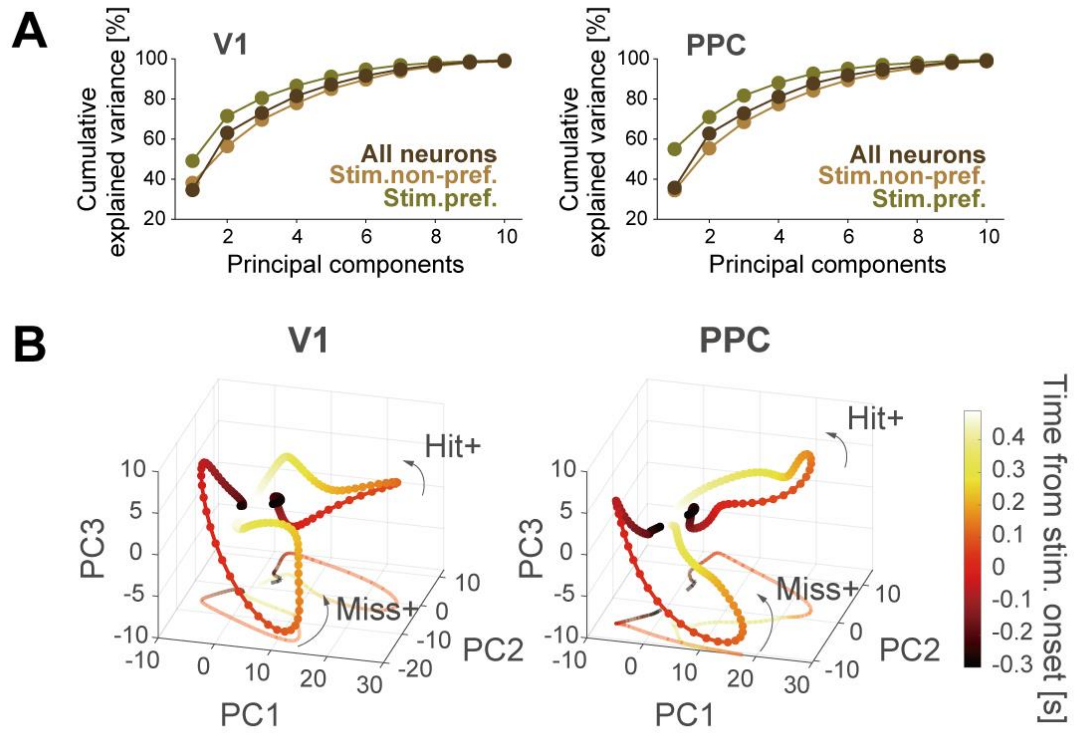 A
V1
PPC
Cumulative
explained variance [%]
100
80
60
40
20
All neurons
Stim.non-pref.
Stim.pref.
2 4 6 8 10
Principal components
Cumulative
explained variance [%]
100
80
60
40
20
All neurons
Stim.non-pref.
Stim.pref.
2 4 6 8 10
Principal components
B
V1
PPC
Hit+
Miss+
PC3
10
5
0
-5
-10
-10 0 10 20 30
PC1
10
0
-10
-20
PC2
Hit+
Miss+
PC3
10
5
0
-5
-10
-10 0 10 20 30
PC1
10
0
-10
PC2
0.4
0.3
0.2
0.1
0
-0.1
-0.2
-0.3
Time from stim. onset [s]